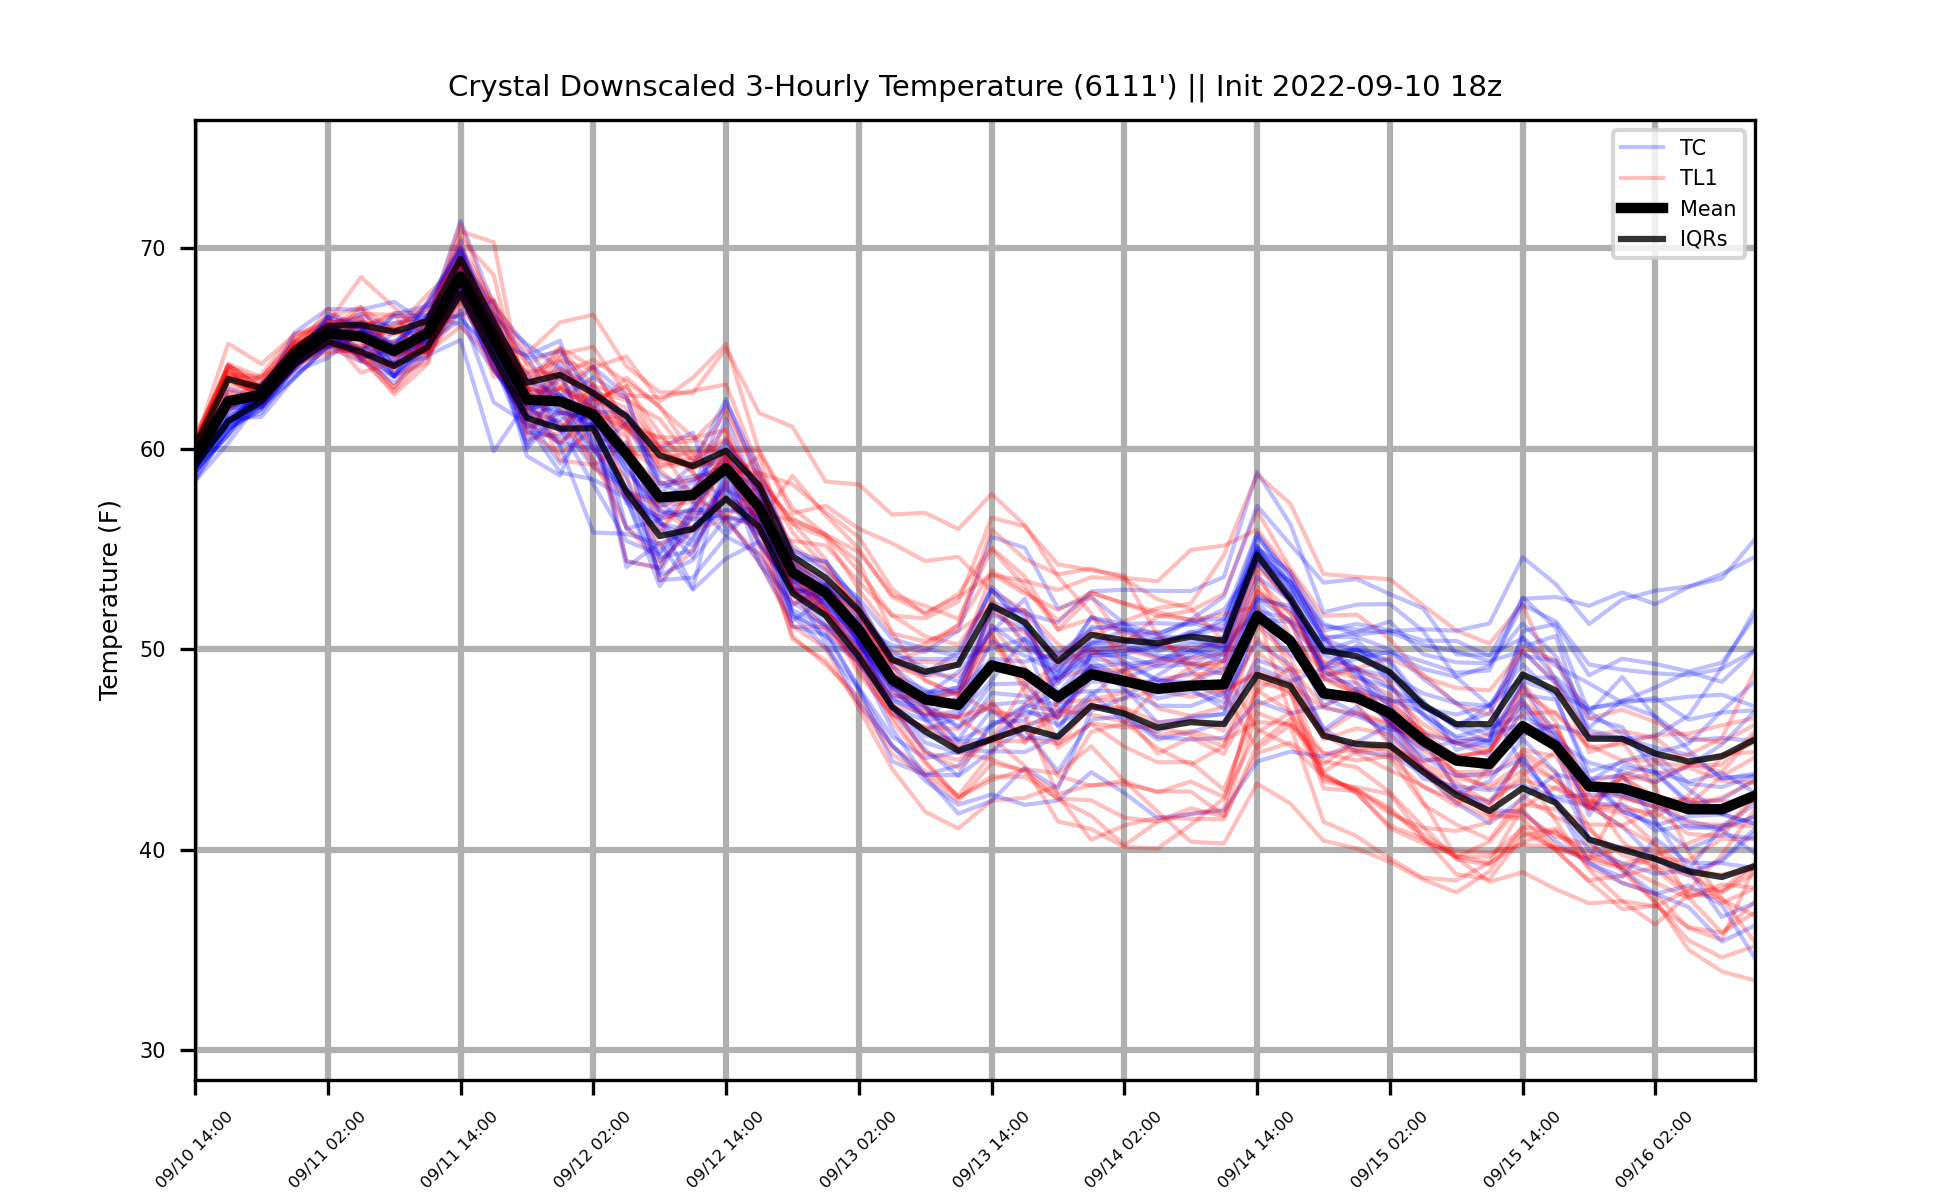 Crystal Downscaled 3-Hourly Temperature (6111') || Init 2022-09-10 18z
TC
TL1
Mean
IQRs
Temperature (F)
70
60
50
40
30
09/10 14:00
09/11 02:00
09/11 14:00
09/12 02:00
09/12 14:00
09/13 02:00
09/13 14:00
09/14 02:00
09/14 14:00
09/15 02:00
09/15 14:00
09/16 02:00